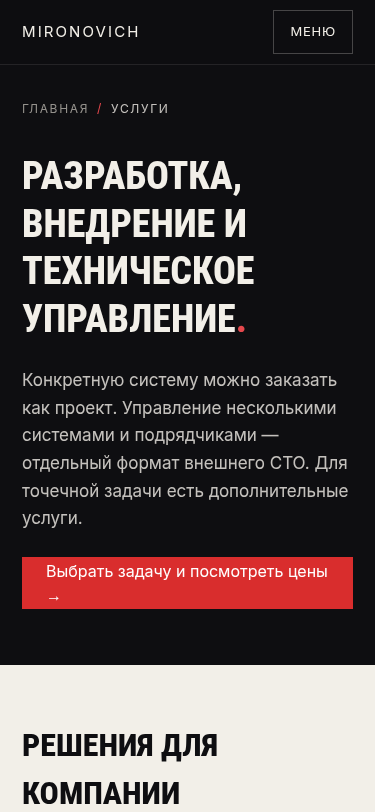 MIRONOVICH
МЕНЮ
ГЛАВНАЯ / УСЛУГИ
РАЗРАБОТКА,
ВНЕДРЕНИЕ И
ТЕХНИЧЕСКОЕ
УПРАВЛЕНИЕ.
Конкретную систему можно заказать
как проект. Управление несколькими
системами и подрядчиками —
отдельный формат внешнего СТО. Для
точечной задачи есть дополнительные
услуги.
Выбрать задачу и посмотреть цены
→
РЕШЕНИЯ ДЛЯ
КОМПАНИИ